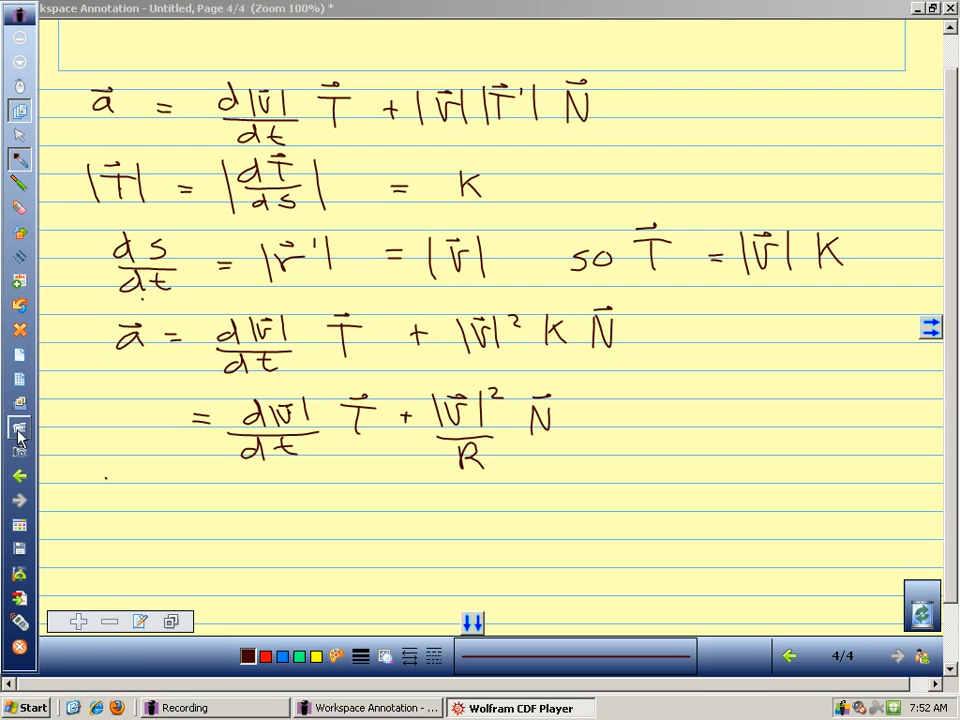 kspace Annotation - Untitled, Page 4/4 (Zoom 100%) *
a⃗ = d|v⃗|/dt T⃗ + |v⃗| |T⃗'| N⃗
|T⃗| = |dT⃗/ds| = K
ds/dt = |r⃗'| = |v⃗| so T⃗ = |v⃗| K
a⃗ = d|v⃗|/dt T⃗ + |v⃗|² K N⃗
= d|v⃗|/dt T⃗ + |v⃗|²/R N⃗
4/4
Start Recording Workspace Annotation - ... Wolfram CDF Player 7:52 AM